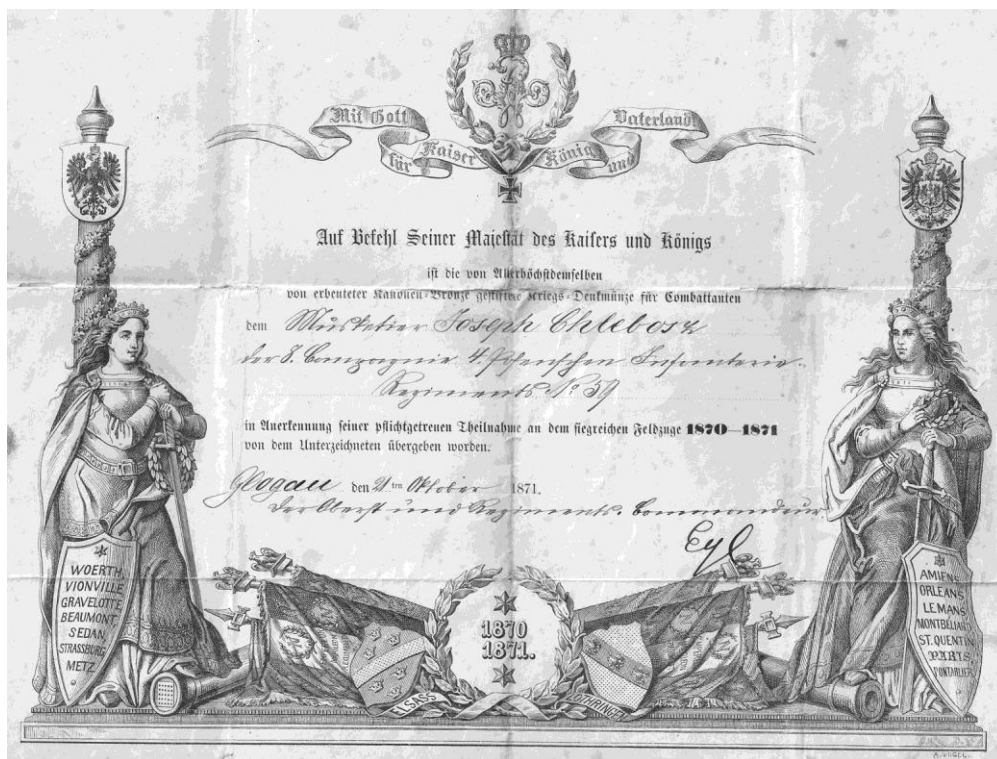 Mit Gott
für Kaiser König und
Vaterland
Auf Befehl Seiner Majestät des Kaisers und Königs
ist die von Allerhöchstdemselben
von erbeuteter Kanonen-Bronze gestiftete Kriegs-Denkmünze für Combattanten
dem Musketier Joseph
der 8. Compagnie 4. Posenschen Infanterie-
Regiments No 59
in Anerkennung seiner pflichtgetreuen Theilnahme an dem siegreichen Feldzuge 1870—1871
von dem Unterzeichneten übergeben worden.
Glogau den 21ten Oktober 1871.
Der Oberst und Regiments-Commandeur.
Eyl
WOERTH
VIONVILLE
GRAVELOTTE
BEAUMONT
SEDAN
STRASSBURG
METZ
1870
1871.
ELSASS
LOTHRINGEN
AMIENS
ORLEANS
LE MANS
MONTBELIARD
ST. QUENTIN
PARIS
PONTARLIER
A. VOGEL.